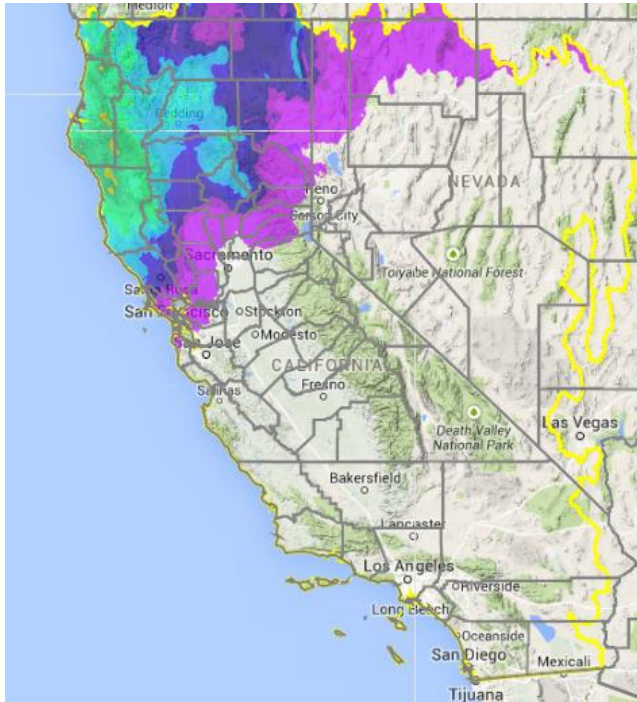 Medford
Redding
Reno
NEVADA
Carson City
Sacramento
Toiyabe National Forest
Santa Rosa
San Francisco
Stockton
Modesto
San Jose
CALIFORNIA
Salinas
Fresno
Death Valley
National Park
Las Vegas
Bakersfield
Lancaster
Los Angeles
Riverside
Long Beach
Oceanside
San Diego
Mexicali
Tijuana